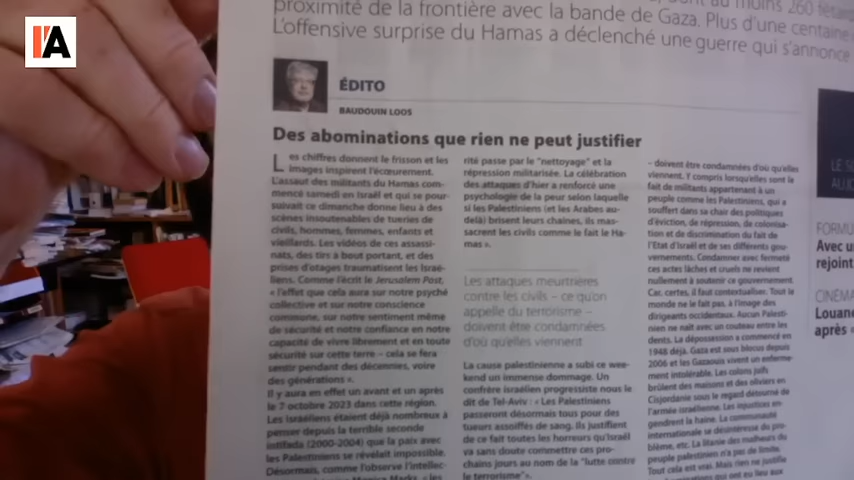 I'A
au moins 260 fêtard
proximité de la frontière avec la bande de Gaza. Plus d'une centaine
L'offensive surprise du Hamas a déclenché une guerre qui s'annonce
ÉDITO
BAUDOUIN LOOS
Des abominations que rien ne peut justifier
Les chiffres donnent le frisson et les
images inspirent l'écœurement.
L'assaut des militants du Hamas com-
mencé samedi en Israël et qui se pour-
suivait ce dimanche donne lieu à des
scènes insoutenables de tueries de
civils, hommes, femmes, enfants et
vieillards. Les vidéos de ces assassi-
nats, des tirs à bout portant, et des
prises d'otages traumatisent les Israé-
liens. Comme l'écrit le Jerusalem Post,
« l'effet que cela aura sur notre psyché
collective et sur notre conscience
commune, sur notre sentiment même
de sécurité et notre confiance en notre
capacité de vivre librement et en toute
sécurité sur cette terre – cela se fera
sentir pendant des décennies, voire
des générations ».
Il y aura en effet un avant et un après
le 7 octobre 2023 dans cette région.
Les Israéliens étaient déjà nombreux à
penser depuis la terrible seconde
intifada (2000-2004) que la paix avec
les Palestiniens se révélait impossible.
Désormais, comme l'observe l'intellec-
« les
rité passe par le "nettoyage" et la
répression militarisée. La célébration
des attaques d'hier a renforcé une
psychologie de la peur selon laquelle
si les Palestiniens (et les Arabes au-
delà) brisent leurs chaînes, ils mas-
sacrent les civils comme le fait le Ha-
mas ».
Les attaques meurtrières
contre les civils – ce qu'on
appelle du terrorisme –
doivent être condamnées
d'où qu'elles viennent
La cause palestinienne a subi ce wee-
kend un immense dommage. Un
confrère israélien progressiste nous le
dit de Tel-Aviv : « Les Palestiniens
passeront désormais tous pour des
tueurs assoiffés de sang. Ils justifient
de ce fait toutes les horreurs qu'Israël
va sans doute commettre ces pro-
chains jours au nom de la "lutte contre
le terrorisme".
– doivent être condamnées d'où qu'elles
viennent. Y compris lorsqu'elles sont le
fait de militants appartenant à un
peuple comme les Palestiniens, qui a
souffert dans sa chair des politiques
d'éviction, de répression, de colonisa-
tion et de discrimination du fait de
l'Etat d'Israël et de ses différents gou-
vernements. Condamner avec fermeté
ces actes lâches et cruels ne revient
nullement à soutenir ce gouvernement.
Car, certes, il faut contextualiser. Tout le
monde ne le fait pas, à l'image des
dirigeants occidentaux. Aucun Palesti-
nien ne naît avec un couteau entre les
dents. La dépossession a commencé en
1948 déjà. Gaza est sous blocus depuis
2006 et les Gazaouis vivent un enferme-
ment intolérable. Les colons juifs
brûlent des maisons et des oliviers en
Cisjordanie sous le regard détourné de
l'armée israélienne. Les injustices en-
gendrent la haine. La communauté
internationale se désintéresse du pro-
blème, etc. La litanie des malheurs du
peuple palestinien n'a pas de limite.
Tout cela est vrai. Mais rien ne justifie
qui ont eu lieu aux
LE S
AUJO
FORMU
Avec u
rejoint
CINÉMA
Louane
après «